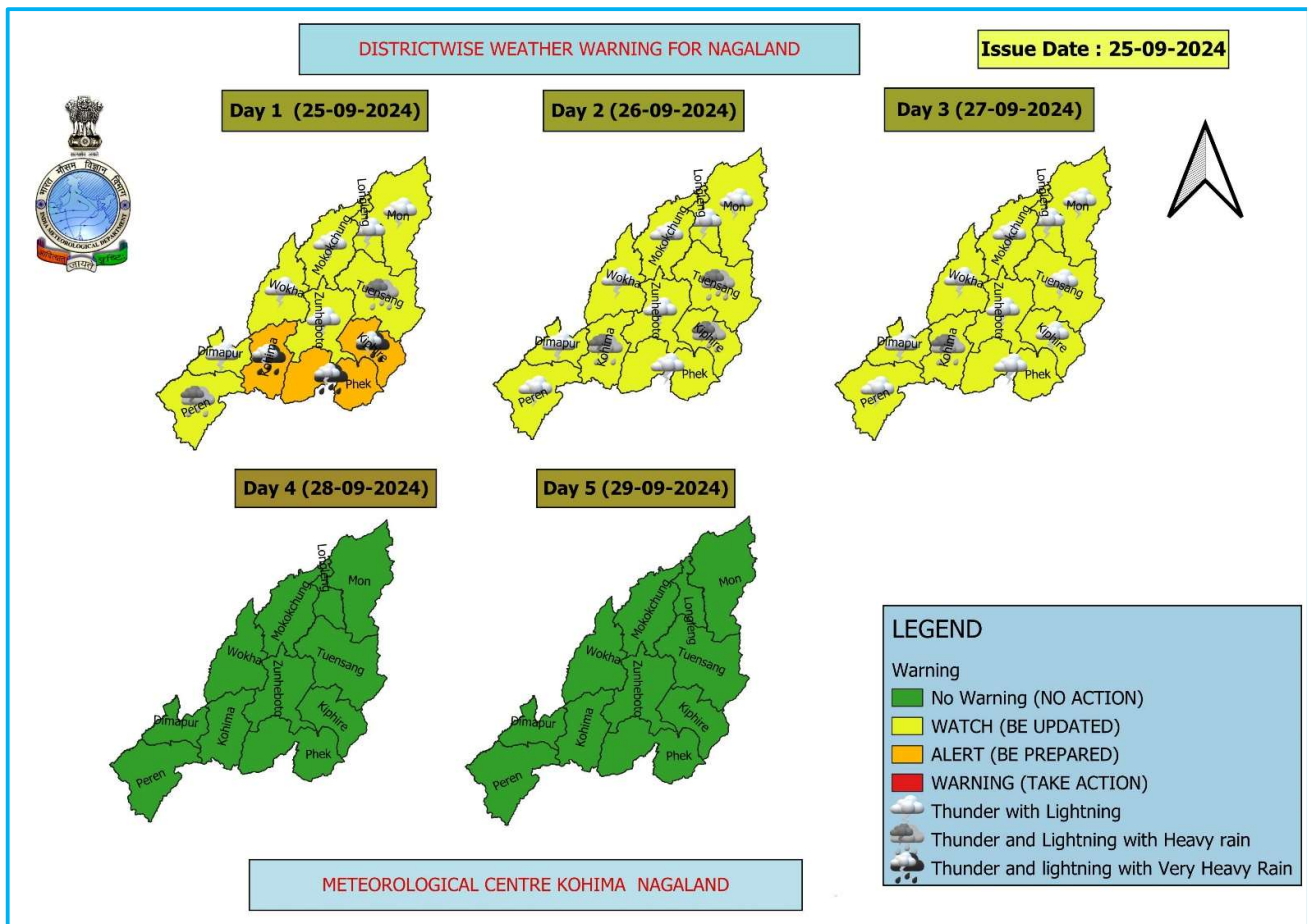 DISTRICTWISE WEATHER WARNING FOR NAGALAND
Issue Date : 25-09-2024
भारत मौसम विज्ञान विभाग
INDIA METEOROLOGICAL DEPARTMENT
Day 1 (25-09-2024)
Mon
Longleng
Mokokchung
Wokha
Tuensang
Zunheboto
Dimapur
Kohima
Kiphire
Phek
Peren
Day 2 (26-09-2024)
Mon
Longleng
Mokokchung
Wokha
Tuensang
Zunheboto
Dimapur
Kohima
Kiphire
Phek
Peren
Day 3 (27-09-2024)
Mon
Longleng
Mokokchung
Wokha
Tuensang
Zunheboto
Dimapur
Kohima
Kiphire
Phek
Peren
Day 4 (28-09-2024)
Longleng
Mon
Mokokchung
Wokha
Tuensang
Zunheboto
Dimapur
Kohima
Kiphire
Phek
Peren
Day 5 (29-09-2024)
Mon
Mokokchung
Longleng
Wokha
Tuensang
Zunheboto
Dimapur
Kohima
Kiphire
Phek
Peren
LEGEND
Warning
No Warning (NO ACTION)
WATCH (BE UPDATED)
ALERT (BE PREPARED)
WARNING (TAKE ACTION)
Thunder with Lightning
Thunder and Lightning with Heavy rain
Thunder and lightning with Very Heavy Rain
METEOROLOGICAL CENTRE KOHIMA NAGALAND